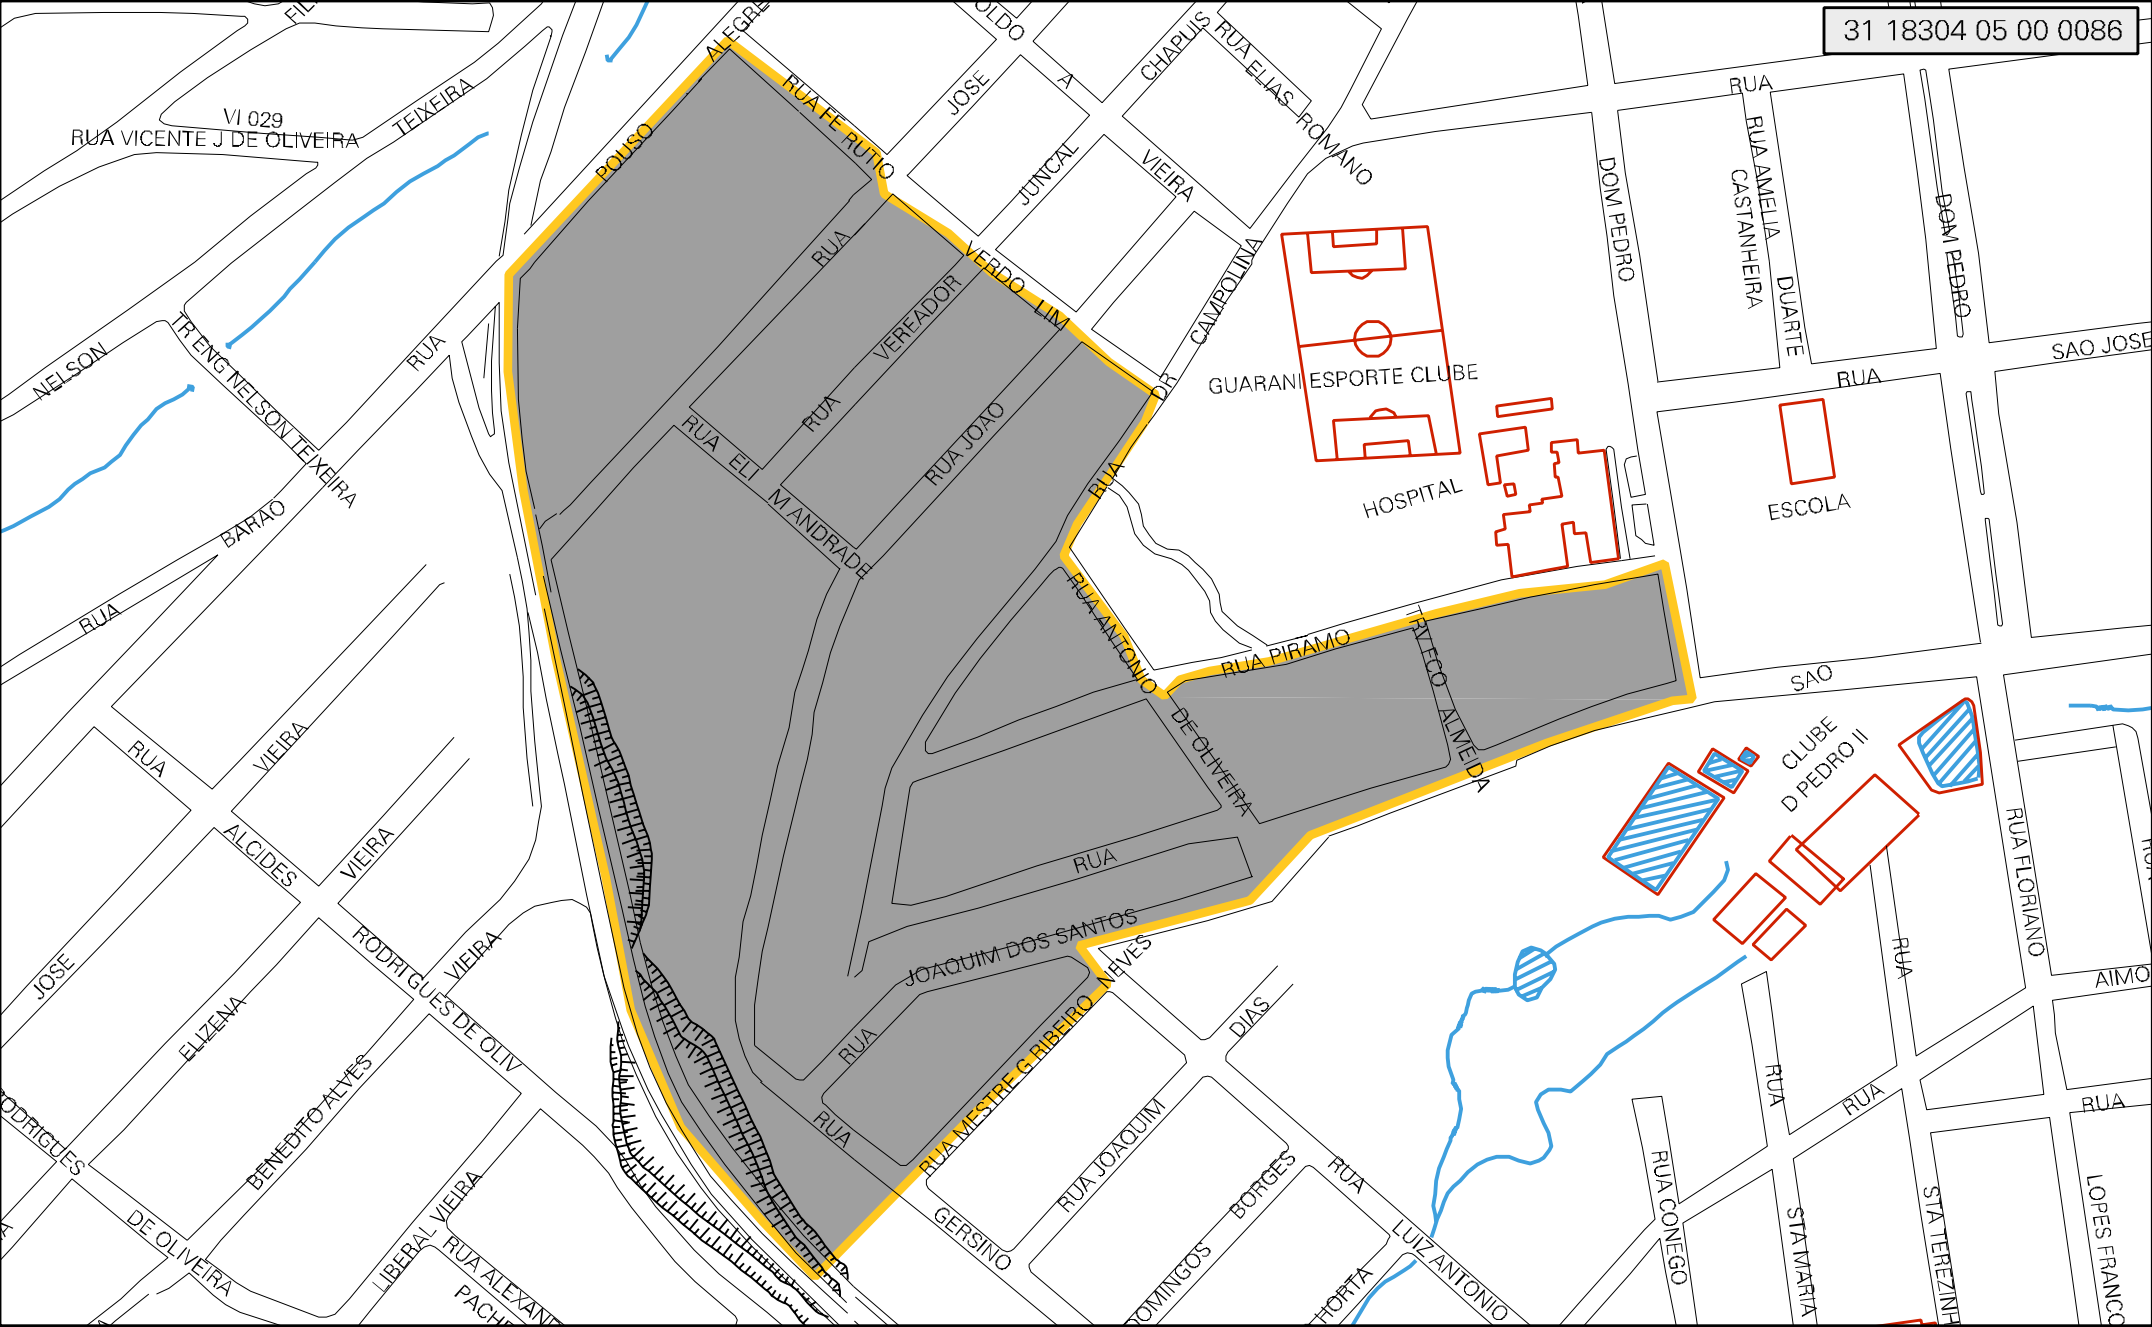 31 18304 05 00 0086
ALEGRE
OLDO
CHAPUIS
RUA ELIAS
ROMANO
RUA
VI 029
RUA VICENTE J DE OLIVEIRA
TEIXEIRA
POUSO
RUA FE RUTIO
JOSE
A
JUNCAL
VIEIRA
DOM PEDRO
RUA AMELIA
CASTANHEIRA
DUARTE
DOM PEDRO
SAO JOSE
RUA
NELSON
TR ENG NELSON TEIXEIRA
RUA
BARAO
RUA
RUA
VEREADOR
RUA
VERDO LIM
CAMPOLINA
DR
RUA
RUA JOAO
RUA ELI
M ANDRADE
GUARANI ESPORTE CLUBE
HOSPITAL
ESCOLA
RUA ANTONIO
DE OLIVEIRA
RUA PIRAMO
TRV ECO
ALMEIDA
SAO
CLUBE
D PEDRO II
RUA FLORIANO
RUA
VIEIRA
ALCIDES
VIEIRA
RODRIGUES DE OLIV
VIEIRA
JOSE
ELIZENA
BENEDITO ALVES
RUA
JOAQUIM DOS SANTOS
NEVES
RUA
RUA
RUA MESTRE G RIBEIRO
DIAS
RUA
AIMO
RUA
RUA
RUA
RUA JOAQUIM
BORGES
RUA
LUIZ ANTONIO
RUA CONEGO
STA MARIA
STA TEREZINH
LOPES FRANCO
ODRIGUES
DE OLIVEIRA
LIBERAL VIEIRA
RUA ALEXAN
PACHE
GERSINO
DOMINGOS
HORTA